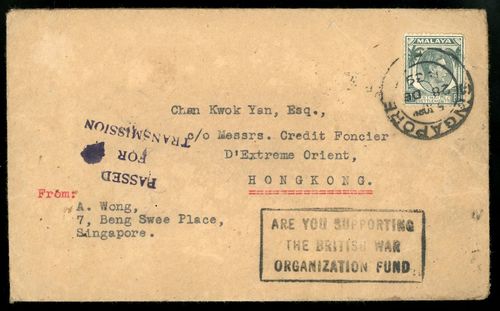 MALAYA
SINGAPORE
DE
Chan Kwok Yan, Esq.,
c/o Messrs. Credit Foncier
D'Extreme Orient,
HONGKONG.
PASSED
FOR
TRANSMISSION
From:
A. Wong,
7, Beng Swee Place,
Singapore.
ARE YOU SUPPORTING
THE BRITISH WAR
ORGANIZATION FUND